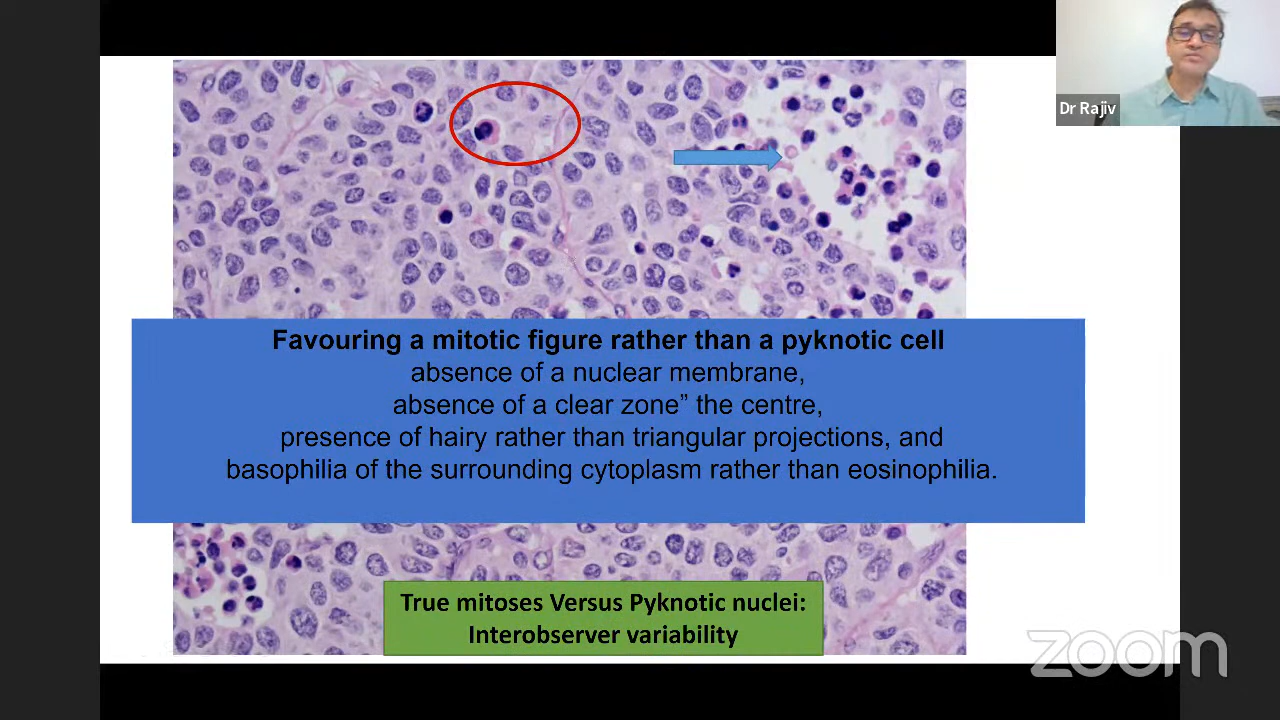 Dr Rajiv
Favouring a mitotic figure rather than a pyknotic cell
absence of a nuclear membrane,
absence of a clear zone” the centre,
presence of hairy rather than triangular projections, and
basophilia of the surrounding cytoplasm rather than eosinophilia.
True mitoses Versus Pyknotic nuclei:
Interobserver variability
zoom